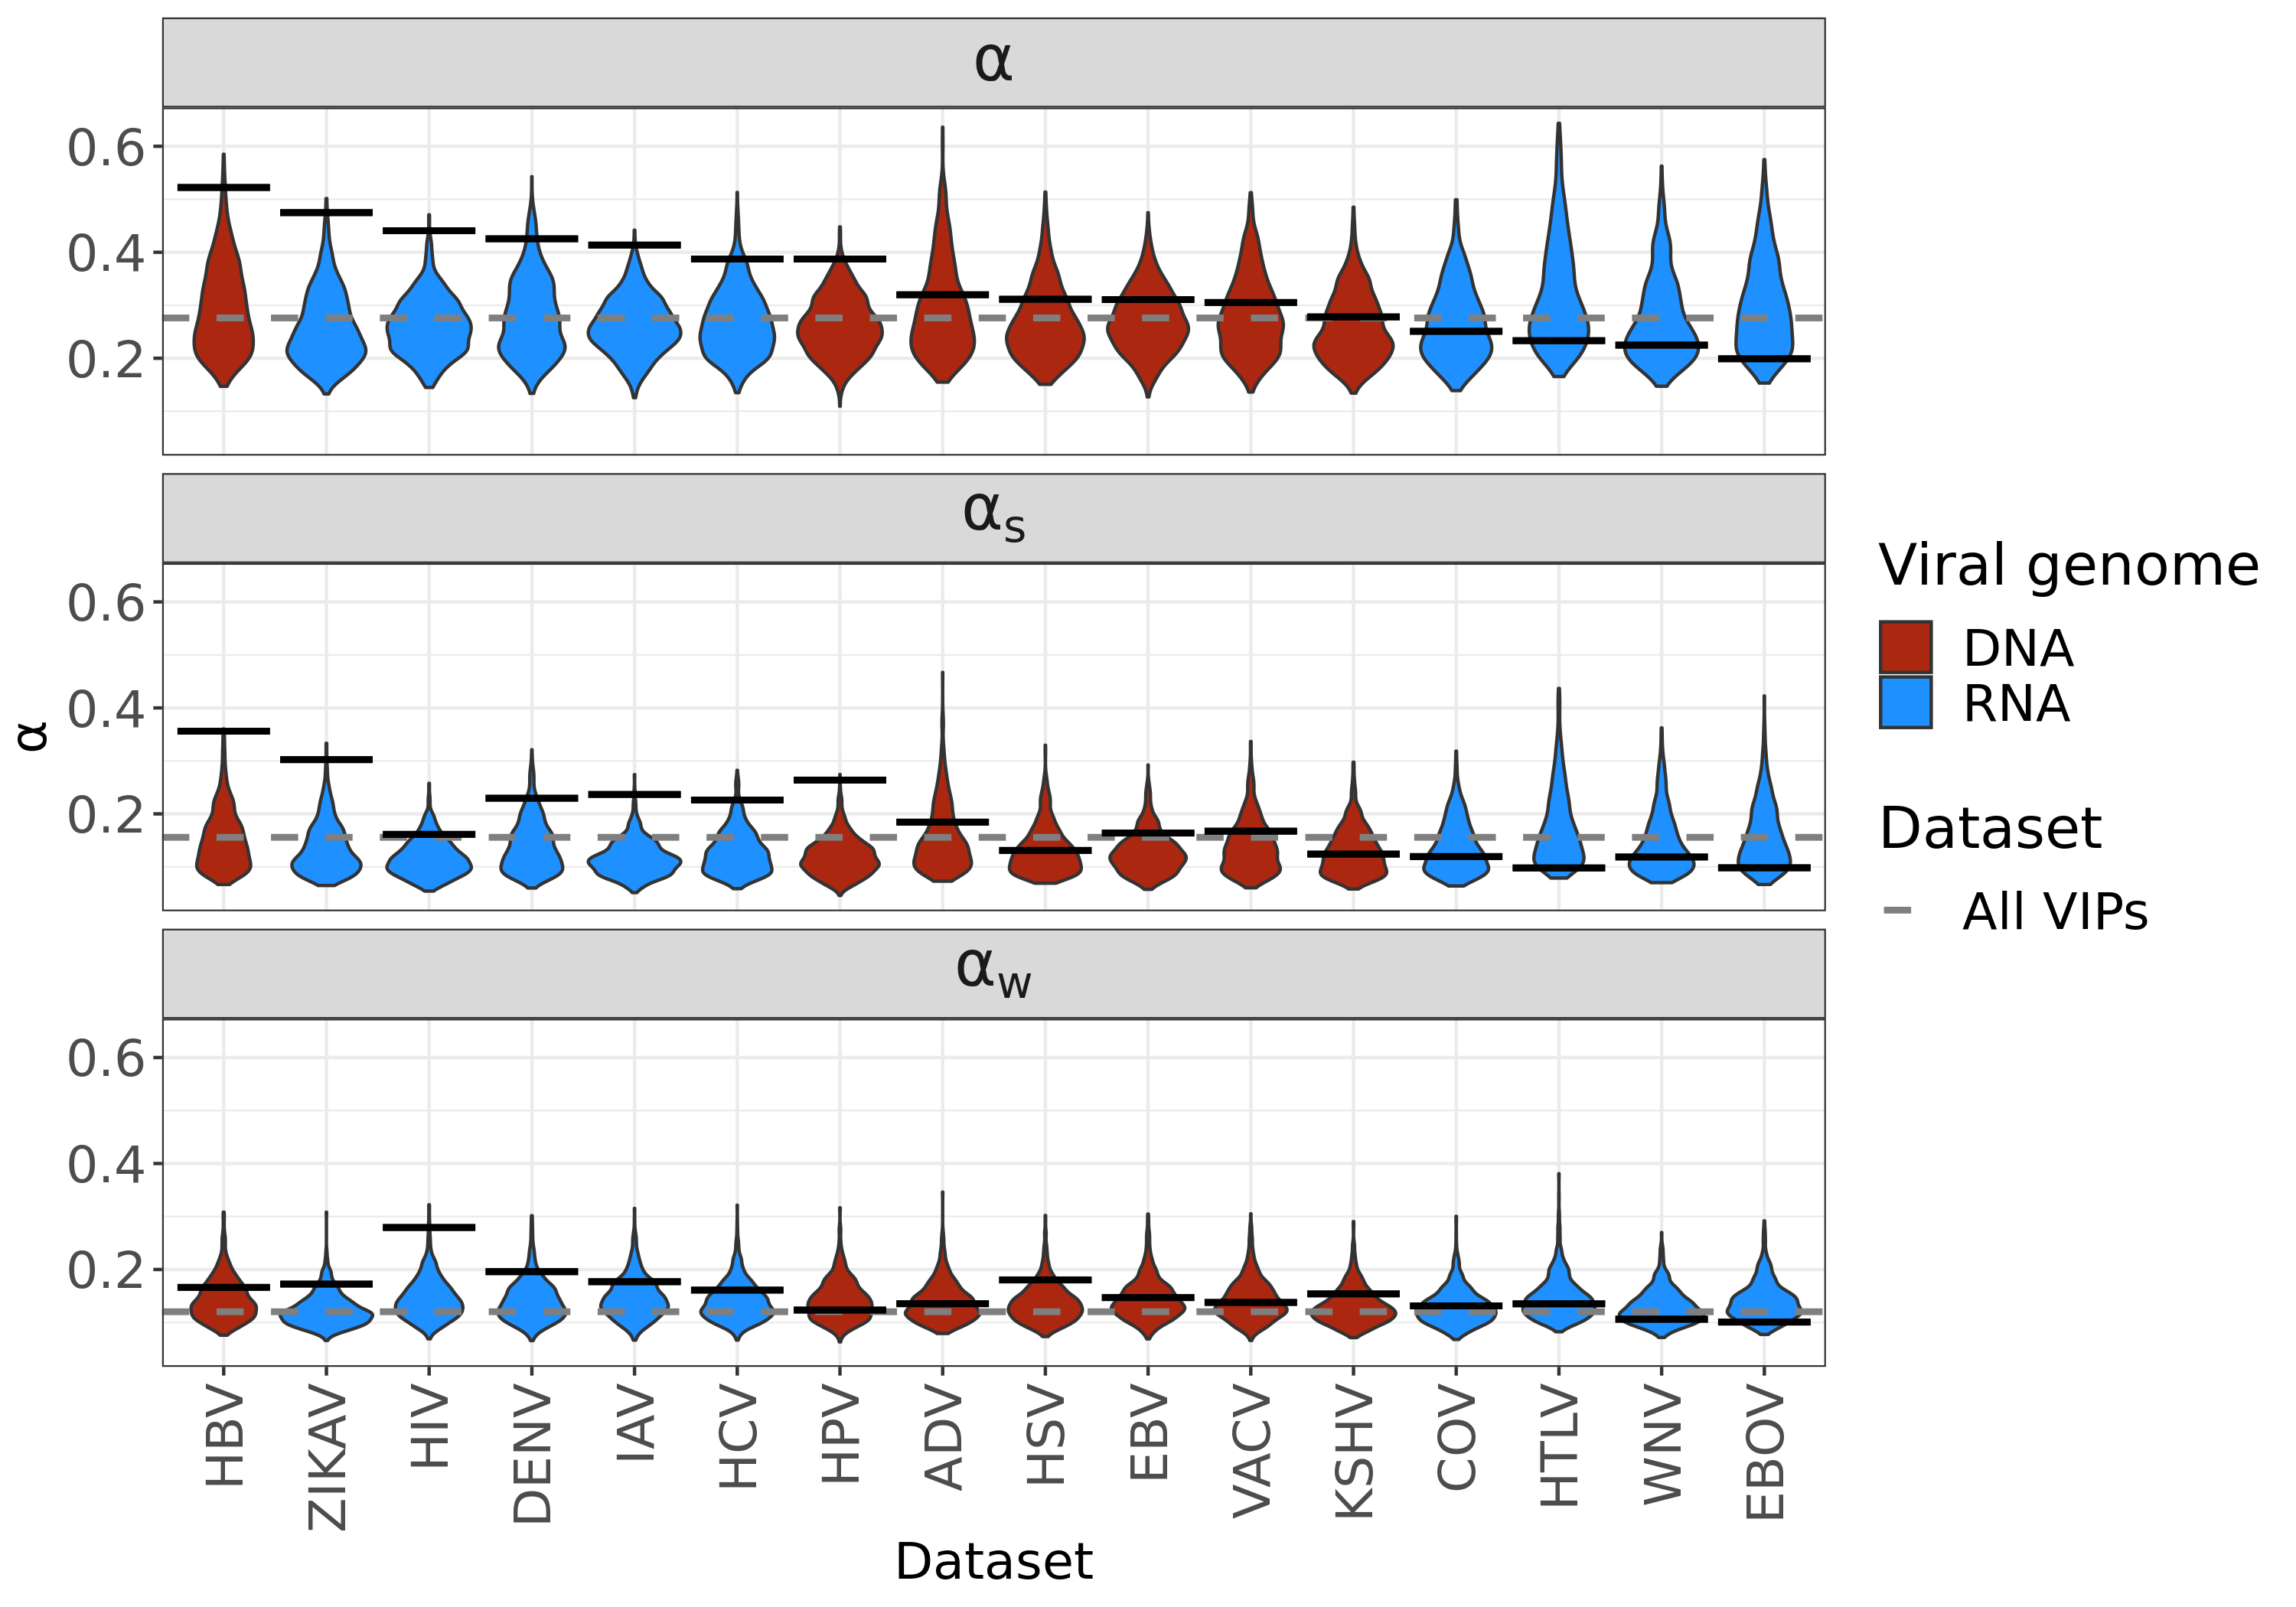 α
0.6
0.4
0.2
αs
0.6
0.4
0.2
αw
0.6
0.4
0.2
α
HBV
ZIKAV
HIV
DENV
IAV
HCV
HPV
ADV
HSV
EBV
VACV
KSHV
COV
HTLV
WNV
EBOV
Dataset
Viral genome
DNA
RNA
Dataset
All VIPs